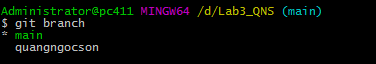 Administrator@pc411 MINGW64 /d/Lab3_QNS (main)
$ git branch
* main
  quangngocson